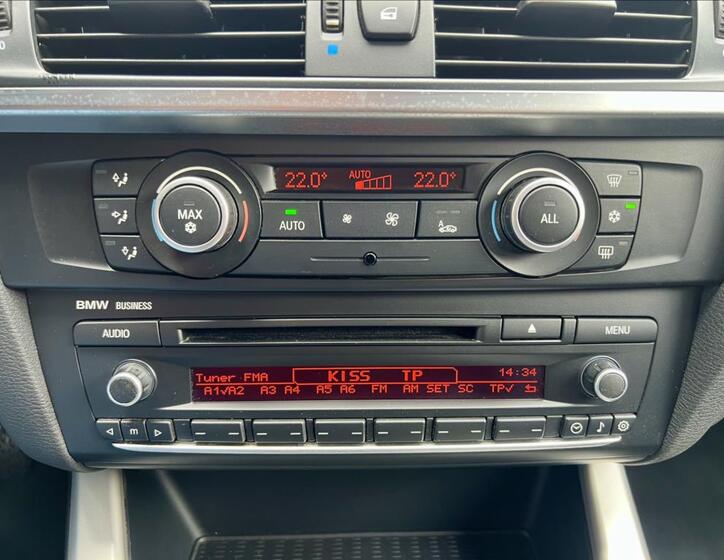 0
22.0°
AUTO
22.0°
MAX
AUTO
ALL
BMW BUSINESS
AUDIO
MENU
Tuner FMA
KISS TP
14:34
A1✓A2 A3 A4 A5 A6 FM AM SET SC TP✓
m